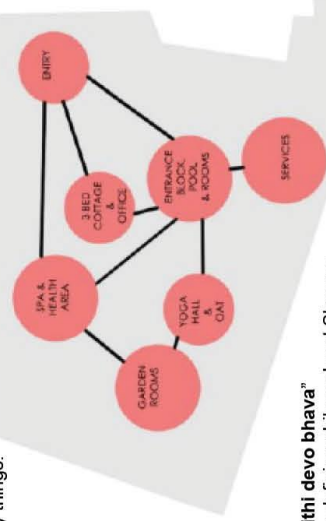 y things.
ENTRY
3 BED
COTTAGE
&
OFFICE
ENTRANCE
BLOCK,
POOL
& ROOMS
SERVICES
SPA &
HEALTH
AREA
YOGA
HALL
&
OAT
GARDEN
ROOMS
thi devo bhava”